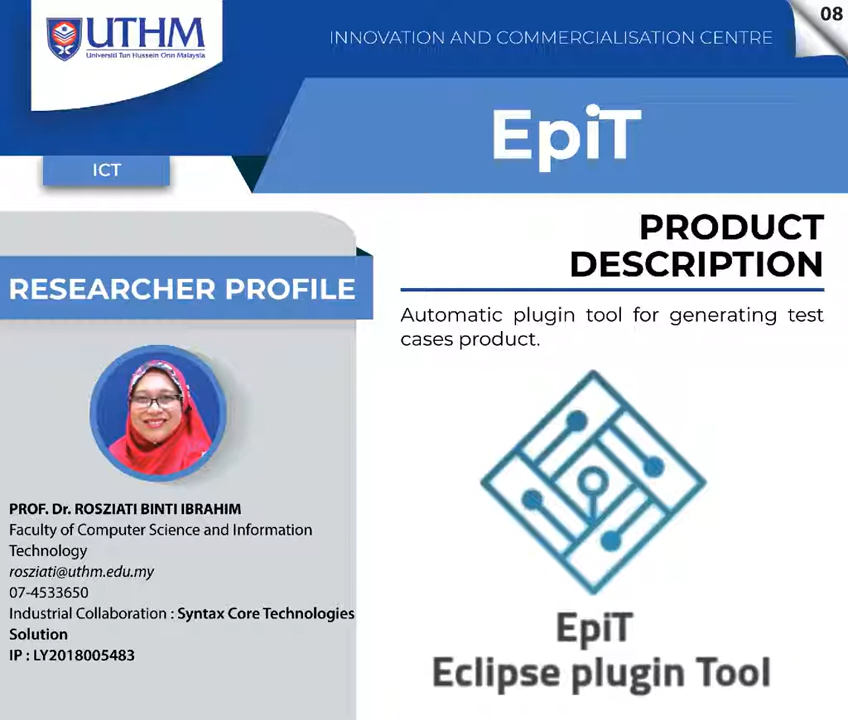 08
UTHM
Universiti Tun Hussein Onn Malaysia
INNOVATION AND COMMERCIALISATION CENTRE
EpiT
ICT
RESEARCHER PROFILE
PROF. Dr. ROSZIATI BINTI IBRAHIM
Faculty of Computer Science and Information
Technology
rosziati@uthm.edu.my
07-4533650
Industrial Collaboration : Syntax Core Technologies
Solution
IP : LY2018005483
PRODUCT
DESCRIPTION
Automatic plugin tool for generating test
cases product.
EpiT
Eclipse plugin Tool